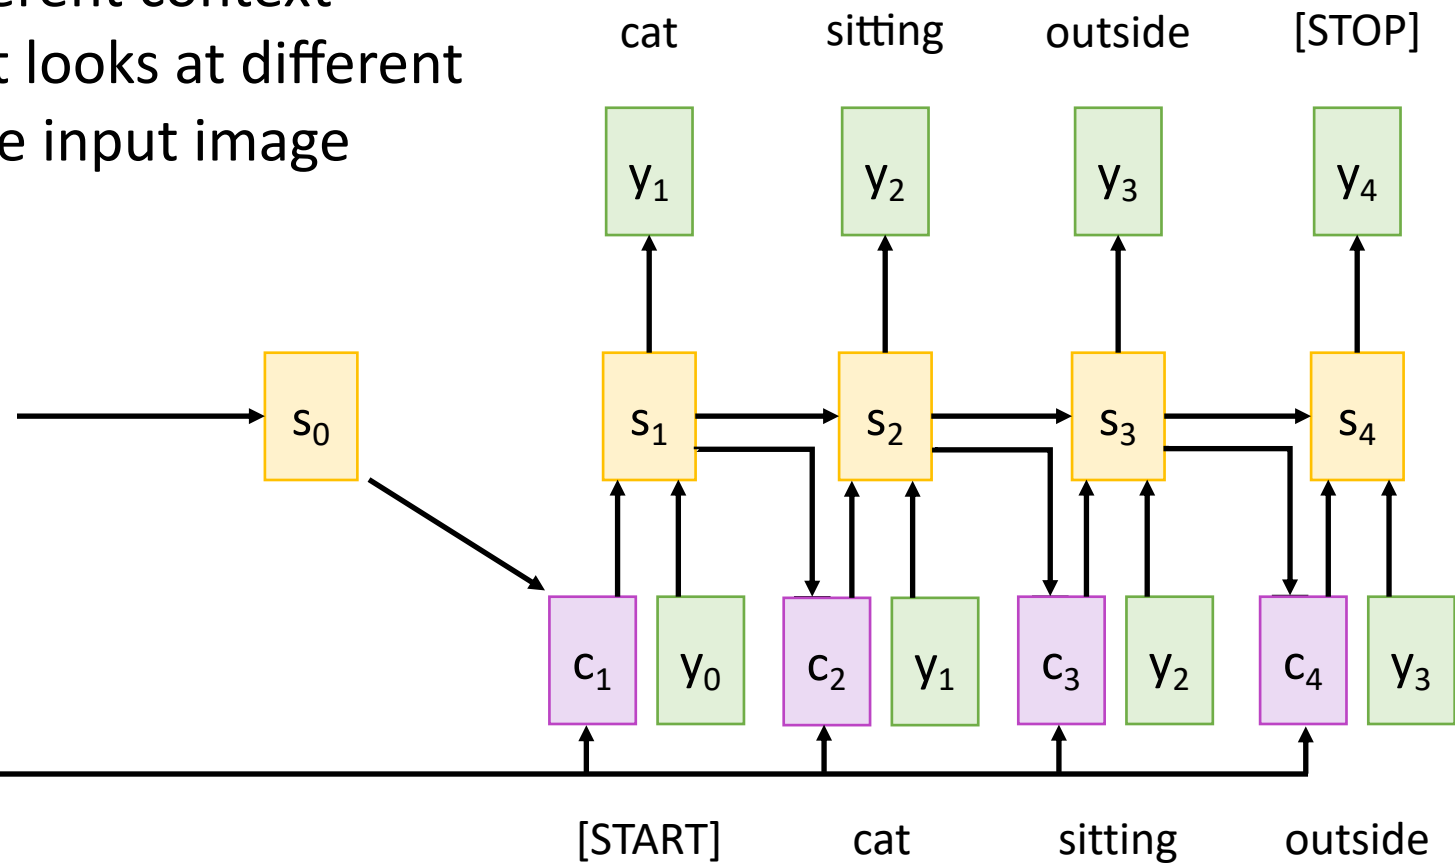 cat sitting outside [STOP]
context
looks at different
input image
y₁ y₂ y₃ y₄
s₀ s₁ s₂ s₃ s₄
c₁ y₀ c₂ y₁ c₃ y₂ c₄ y₃
[START] cat sitting outside